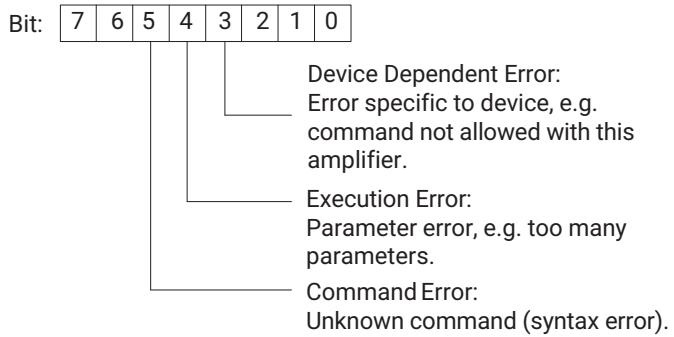 Bit: 7 6 5 4 3 2 1 0
Device Dependent Error:
Error specific to device, e.g.
command not allowed with this
amplifier.
Execution Error:
Parameter error, e.g. too many
parameters.
Command Error:
Unknown command (syntax error).